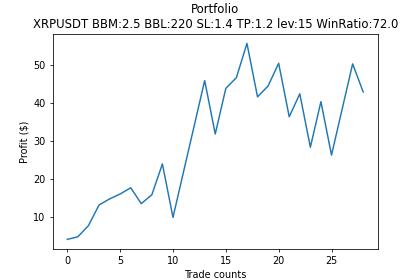 Portfolio
XRPUSDT BBM:2.5 BBL:220 SL:1.4 TP:1.2 lev:15 WinRatio:72.0
50
40
30
20
10
Profit ($)
0 5 10 15 20 25
Trade counts